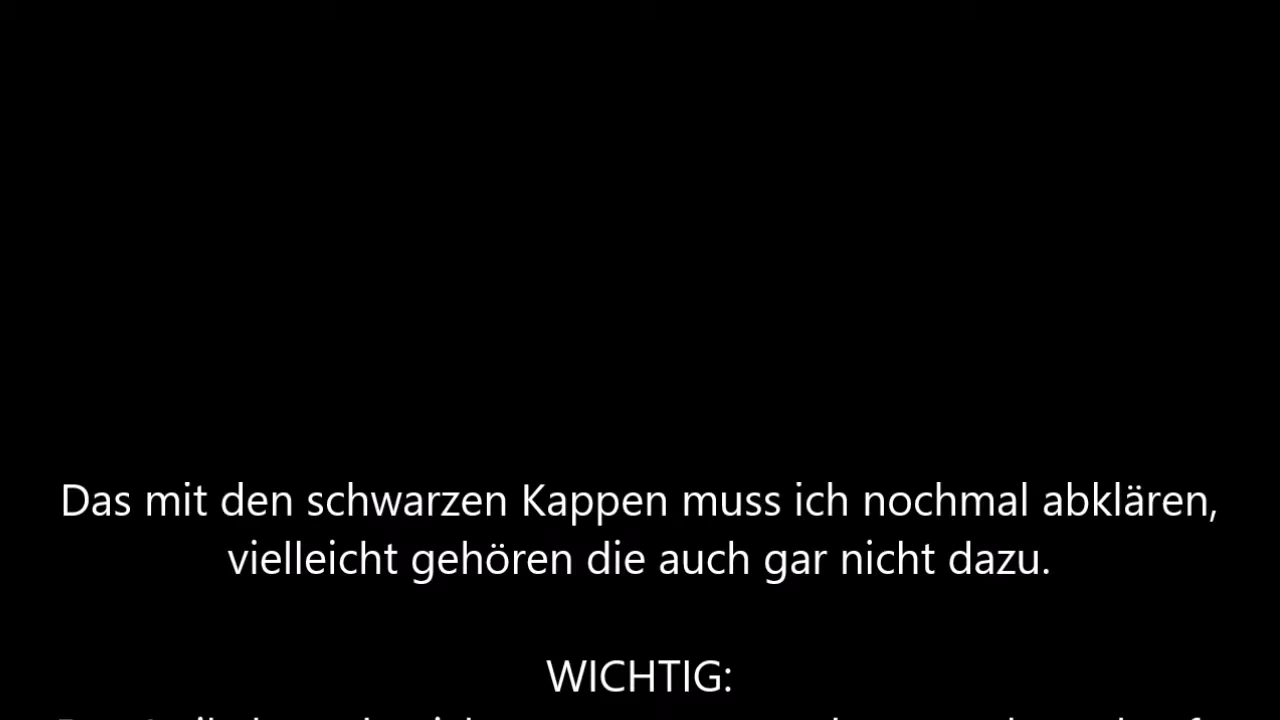 Das mit den schwarzen Kappen muss ich nochmal abklären,
vielleicht gehören die auch gar nicht dazu.
WICHTIG: